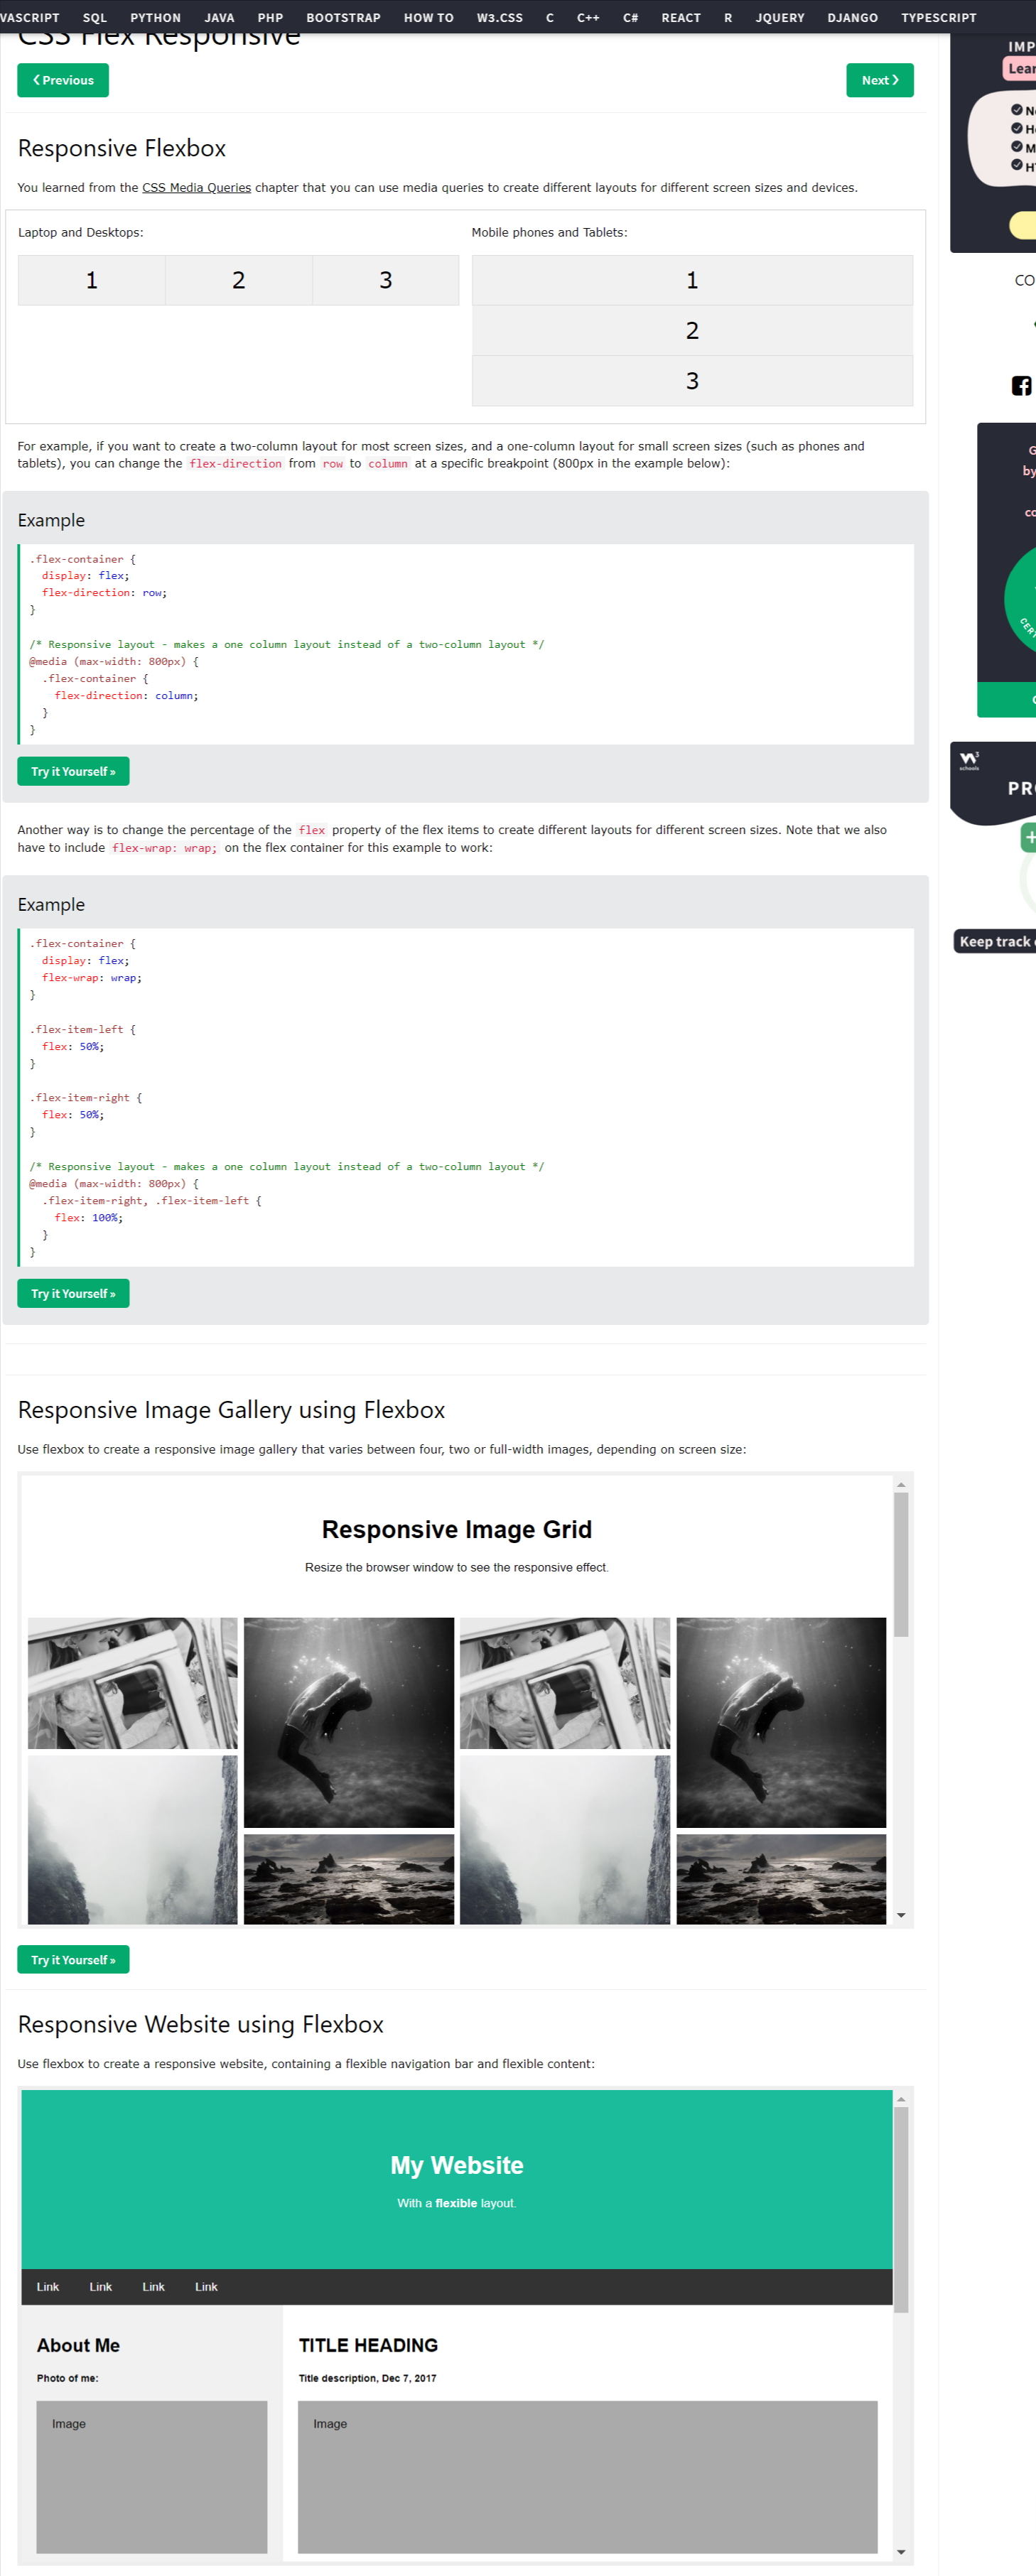 VASCRIPT SQL PYTHON JAVA PHP BOOTSTRAP HOW TO W3.CSS C C++ C# REACT R JQUERY DJANGO TYPESCRIPT
CSS Flex Responsive
❮ Previous
Next ❯
Responsive Flexbox
You learned from the CSS Media Queries chapter that you can use media queries to create different layouts for different screen sizes and devices.
Laptop and Desktops:
1 2 3
Mobile phones and Tablets:
1
2
3
For example, if you want to create a two-column layout for most screen sizes, and a one-column layout for small screen sizes (such as phones and
tablets), you can change the flex-direction from row to column at a specific breakpoint (800px in the example below):
Example
.flex-container {
  display: flex;
  flex-direction: row;
}
/* Responsive layout - makes a one column layout instead of a two-column layout */
@media (max-width: 800px) {
  .flex-container {
    flex-direction: column;
  }
}
Try it Yourself »
Another way is to change the percentage of the flex property of the flex items to create different layouts for different screen sizes. Note that we also
have to include flex-wrap: wrap; on the flex container for this example to work:
Example
.flex-container {
  display: flex;
  flex-wrap: wrap;
}
.flex-item-left {
  flex: 50%;
}
.flex-item-right {
  flex: 50%;
}
/* Responsive layout - makes a one column layout instead of a two-column layout */
@media (max-width: 800px) {
  .flex-item-right, .flex-item-left {
    flex: 100%;
  }
}
Try it Yourself »
Responsive Image Gallery using Flexbox
Use flexbox to create a responsive image gallery that varies between four, two or full-width images, depending on screen size:
Responsive Image Grid
Resize the browser window to see the responsive effect.
Try it Yourself »
Responsive Website using Flexbox
Use flexbox to create a responsive website, containing a flexible navigation bar and flexible content:
My Website
With a flexible layout.
Link Link Link Link
About Me
Photo of me:
Image
TITLE HEADING
Title description, Dec 7, 2017
Image
IMP
Lear
CO
G
by
co
CERT
W3
schools
PR
+
Keep track